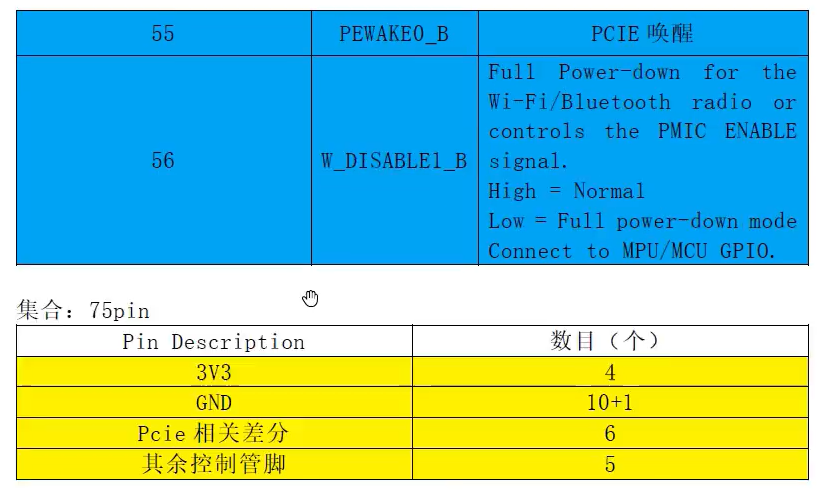 55 PEWAKE0_B PCIE 唤醒
56 W_DISABLE1_B Full Power-down for the
Wi-Fi/Bluetooth radio or
controls the PMIC ENABLE
signal.
High = Normal
Low = Full power-down mode
Connect to MPU/MCU GPIO.
集合：75pin
Pin Description 数目（个）
3V3 4
GND 10+1
Pcie 相关差分 6
其余控制管脚 5